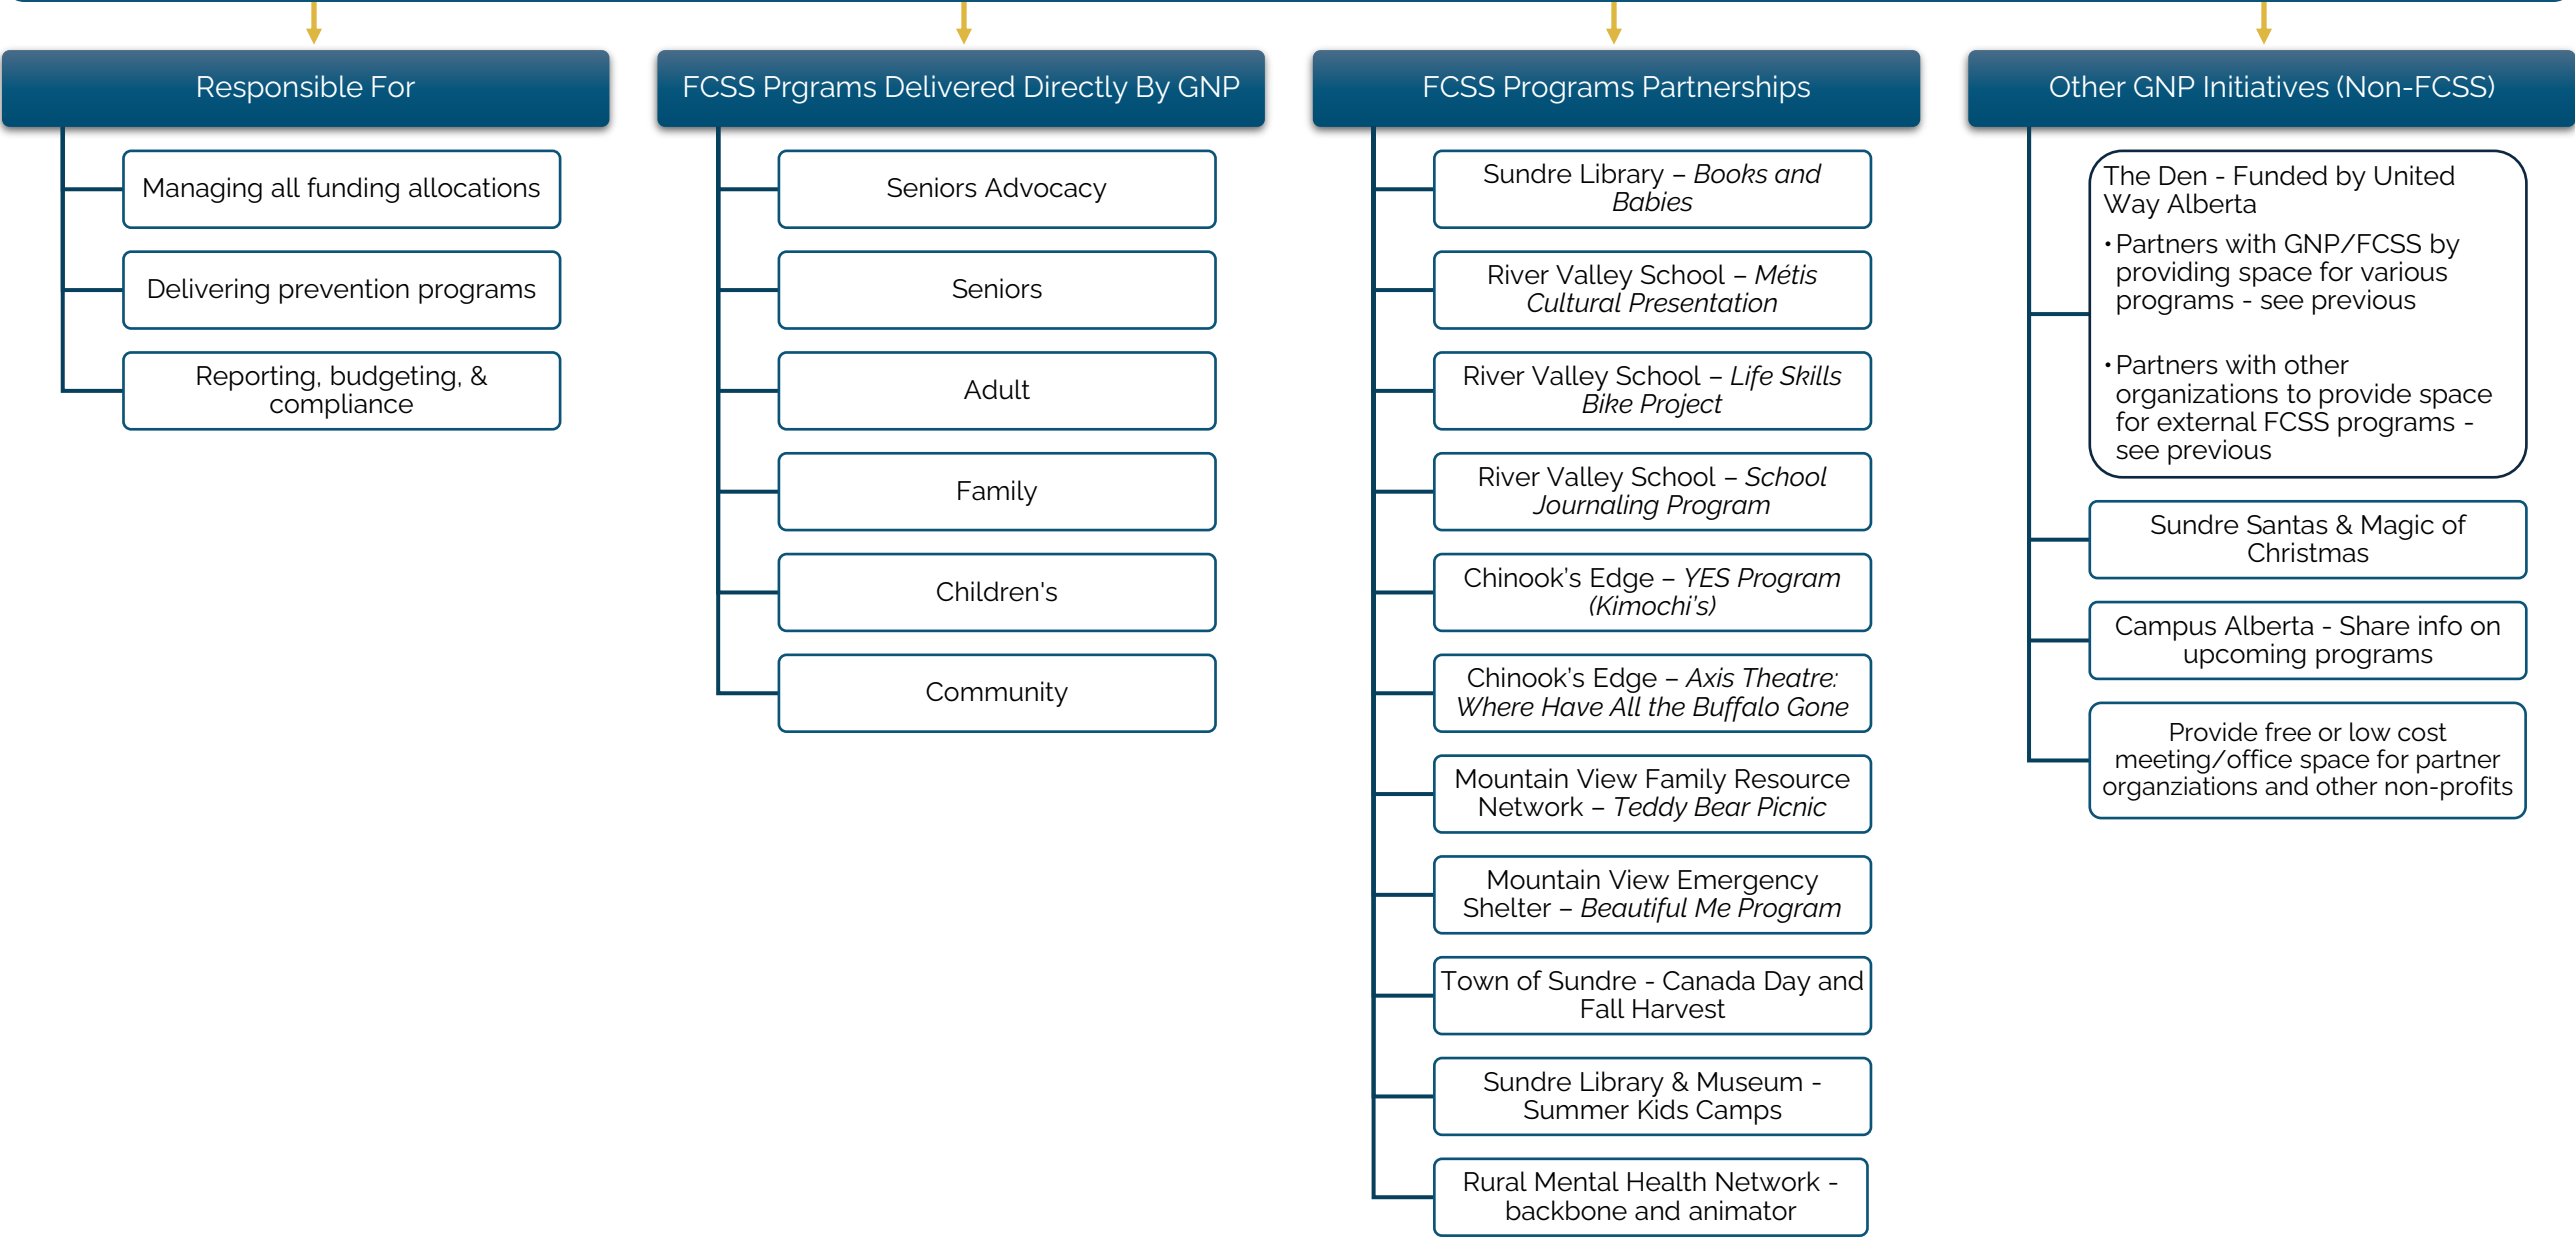 Responsible For
Managing all funding allocations
Delivering prevention programs
Reporting, budgeting, &
compliance
FCSS Prgrams Delivered Directly By GNP
Seniors Advocacy
Seniors
Adult
Family
Children's
Community
FCSS Programs Partnerships
Sundre Library – Books and
Babies
River Valley School – Métis
Cultural Presentation
River Valley School – Life Skills
Bike Project
River Valley School – School
Journaling Program
Chinook’s Edge – YES Program
(Kimochi’s)
Chinook’s Edge – Axis Theatre:
Where Have All the Buffalo Gone
Mountain View Family Resource
Network – Teddy Bear Picnic
Mountain View Emergency
Shelter – Beautiful Me Program
Town of Sundre - Canada Day and
Fall Harvest
Sundre Library & Museum -
Summer Kids Camps
Rural Mental Health Network -
backbone and animator
Other GNP Initiatives (Non-FCSS)
The Den - Funded by United
Way Alberta
• Partners with GNP/FCSS by
providing space for various
programs - see previous
• Partners with other
organizations to provide space
for external FCSS programs -
see previous
Sundre Santas & Magic of
Christmas
Campus Alberta - Share info on
upcoming programs
Provide free or low cost
meeting/office space for partner
organziations and other non-profits